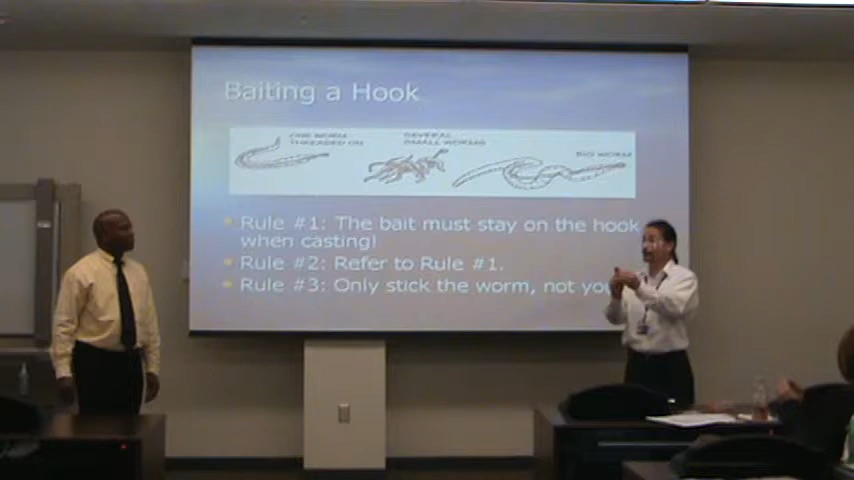 Baiting a Hook
ONE WORM
THREADED ON
SEVERAL
SMALL WORMS
BIG WORM
Rule #1: The bait must stay on the hook
when casting!
Rule #2: Refer to Rule #1.
Rule #3: Only stick the worm, not